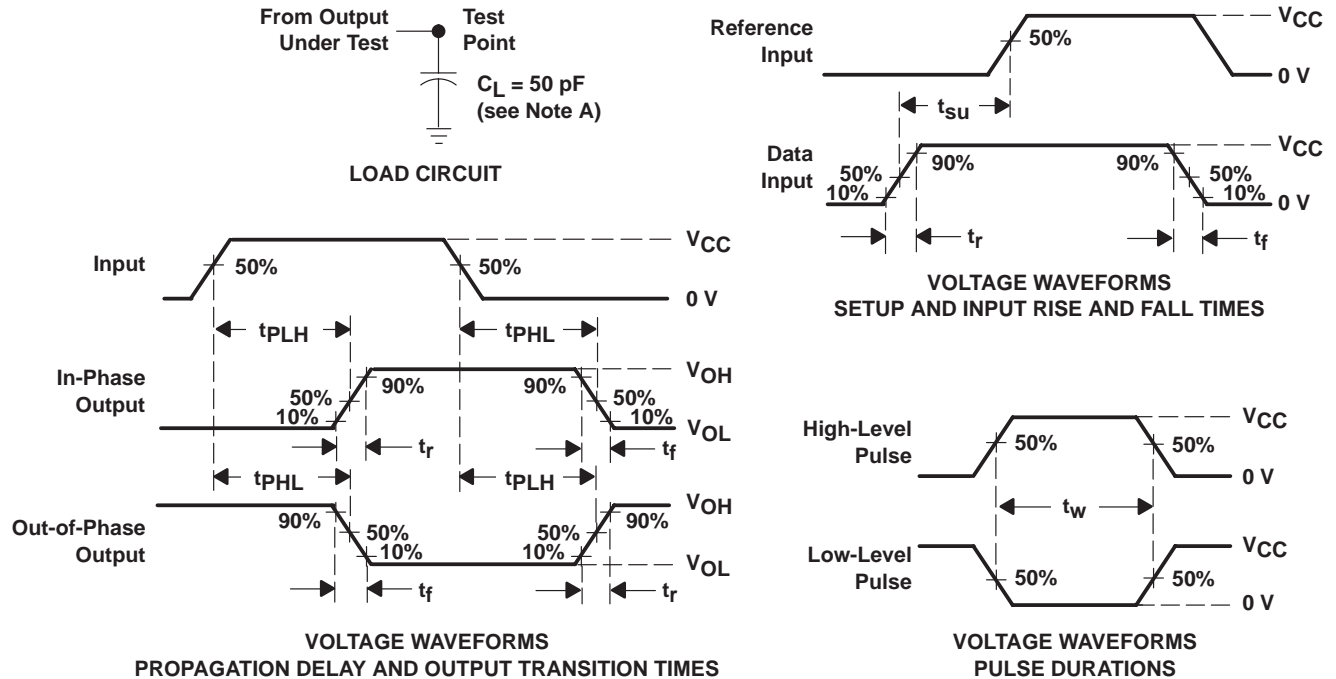 From Output
Under Test
Test
Point
CL = 50 pF
(see Note A)
LOAD CIRCUIT
Reference
Input
50%
VCC
0 V
tsu
Data
Input
50%
10%
90%
90%
50%
10%
VCC
0 V
tr
tf
VOLTAGE WAVEFORMS
SETUP AND INPUT RISE AND FALL TIMES
Input
50%
50%
VCC
0 V
tPLH
tPHL
In-Phase
Output
50%
10%
90%
90%
50%
10%
VOH
VOL
tr
tf
tPHL
tPLH
Out-of-Phase
Output
90%
50%
10%
50%
10%
90%
VOH
VOL
tf
tr
VOLTAGE WAVEFORMS
PROPAGATION DELAY AND OUTPUT TRANSITION TIMES
High-Level
Pulse
50%
50%
VCC
0 V
tw
Low-Level
Pulse
50%
50%
VCC
0 V
VOLTAGE WAVEFORMS
PULSE DURATIONS